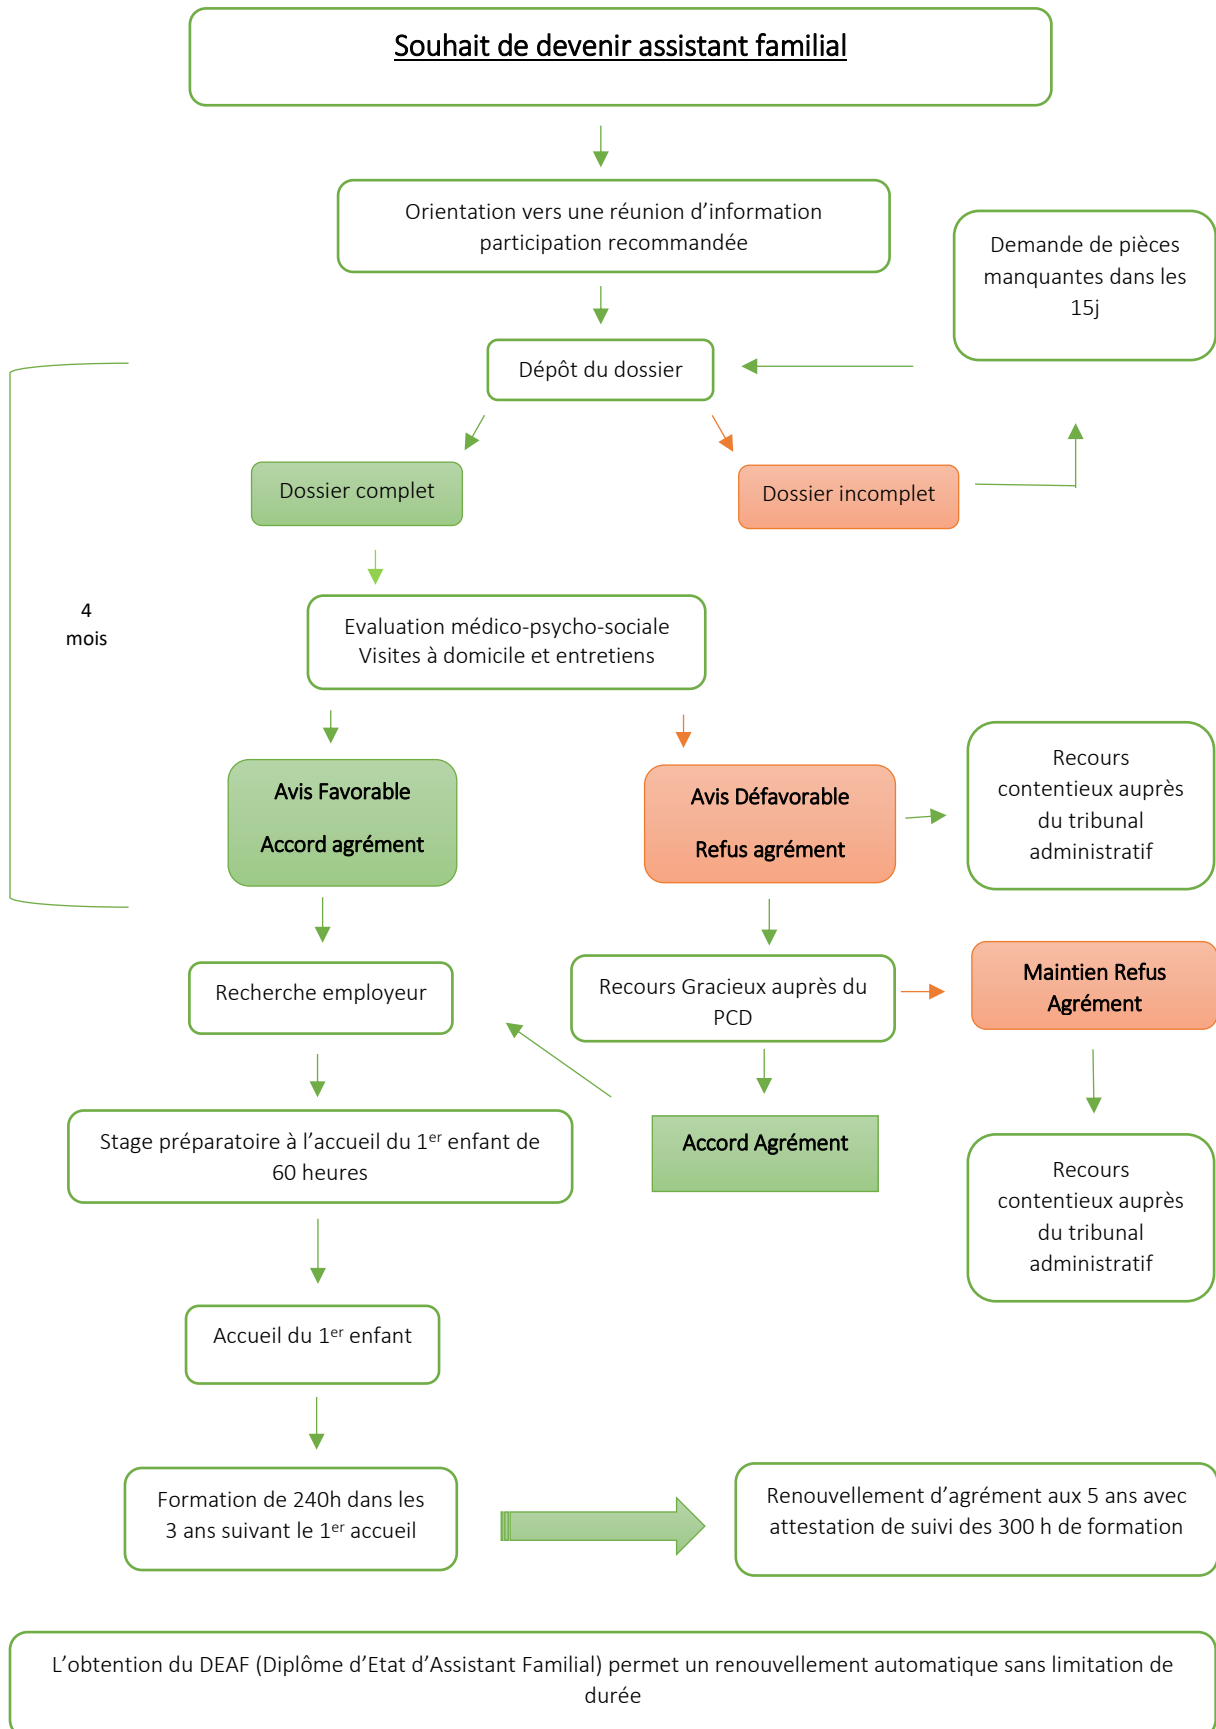 Souhait de devenir assistant familial
Orientation vers une réunion d’information
participation recommandée
Demande de pièces
manquantes dans les
15j
Dépôt du dossier
Dossier complet
Dossier incomplet
4
mois
Evaluation médico-psycho-sociale
Visites à domicile et entretiens
Avis Favorable
Accord agrément
Avis Défavorable
Refus agrément
Recours
contentieux auprès
du tribunal
administratif
Recherche employeur
Recours Gracieux auprès du
PCD
Maintien Refus
Agrément
Stage préparatoire à l’accueil du 1er enfant de
60 heures
Accord Agrément
Recours
contentieux auprès
du tribunal
administratif
Accueil du 1er enfant
Formation de 240h dans les
3 ans suivant le 1er accueil
Renouvellement d’agrément aux 5 ans avec
attestation de suivi des 300 h de formation
L’obtention du DEAF (Diplôme d’Etat d’Assistant Familial) permet un renouvellement automatique sans limitation de
durée